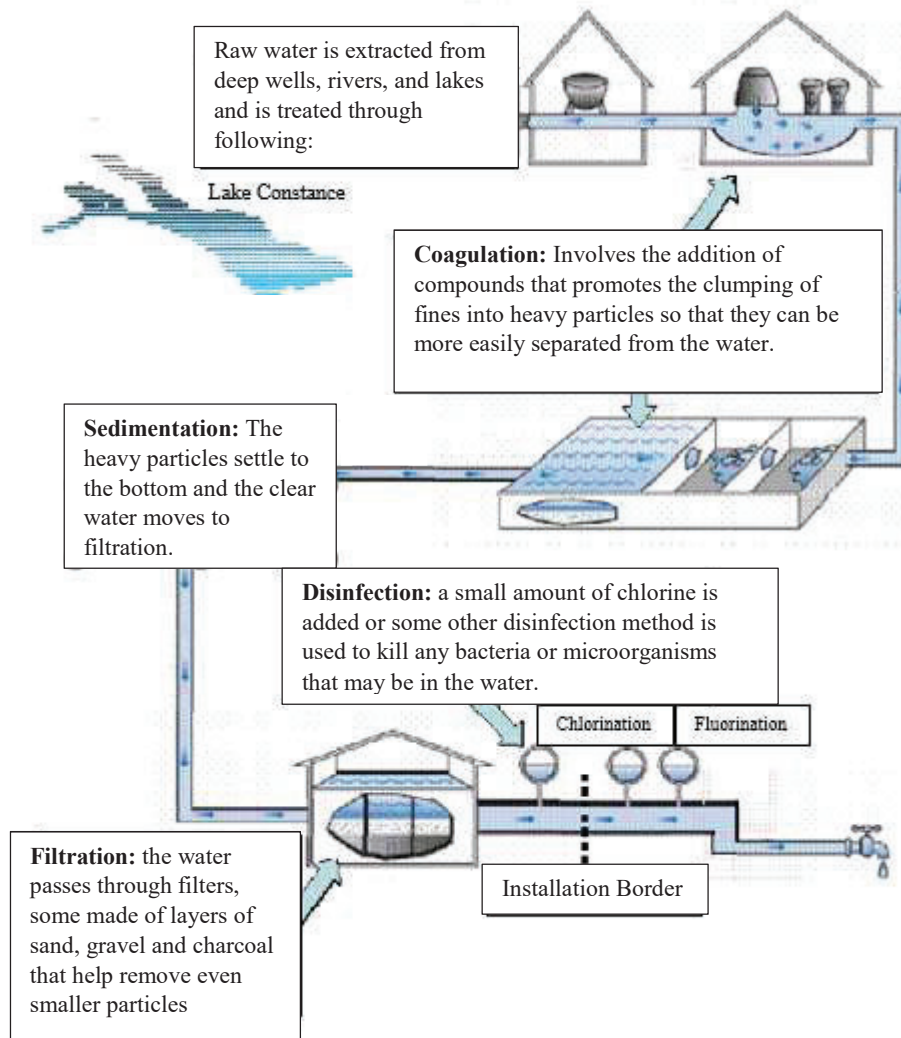 Raw water is extracted from
deep wells, rivers, and lakes
and is treated through
following:
Lake Constance
Coagulation: Involves the addition of
compounds that promotes the clumping of
fines into heavy particles so that they can be
more easily separated from the water.
Sedimentation: The
heavy particles settle to
the bottom and the clear
water moves to
filtration.
Disinfection: a small amount of chlorine is
added or some other disinfection method is
used to kill any bacteria or microorganisms
that may be in the water.
Chlorination
Fluorination
Installation Border
Filtration: the water
passes through filters,
some made of layers of
sand, gravel and charcoal
that help remove even
smaller particles